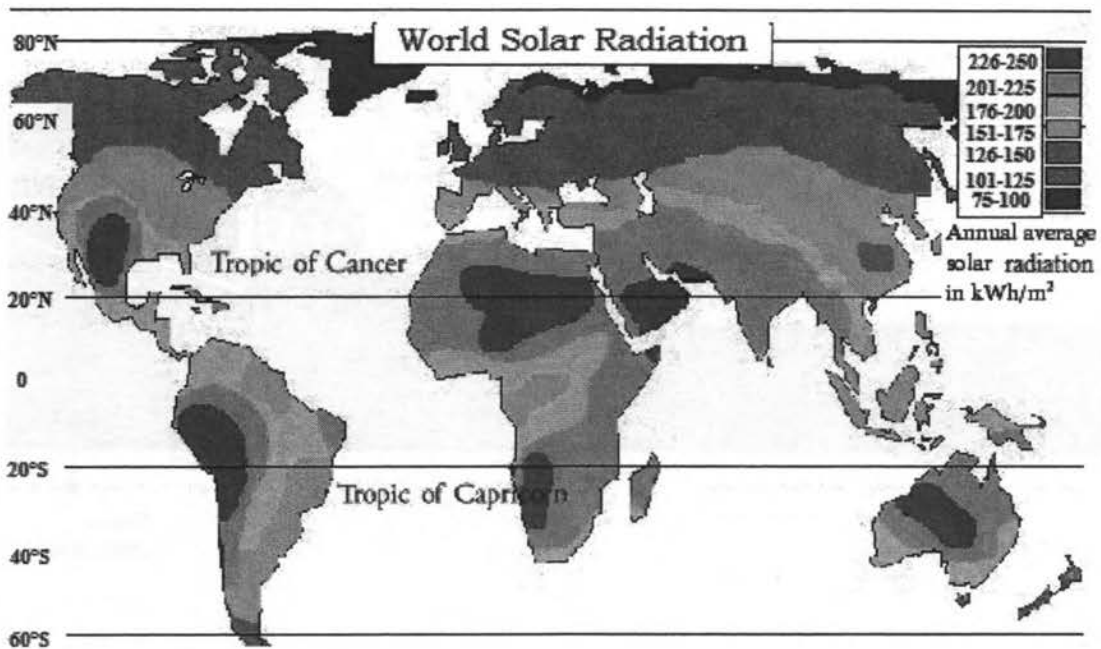 World Solar Radiation
80°N
60°N
40°N
20°N
0
20°S
40°S
60°S
Tropic of Cancer
Tropic of Capricorn
226-250
201-225
176-200
151-175
126-150
101-125
75-100
Annual average
solar radiation
in kWh/m²